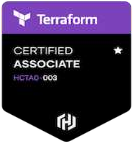 Terraform
CERTIFIED
ASSOCIATE
HCTA0-003